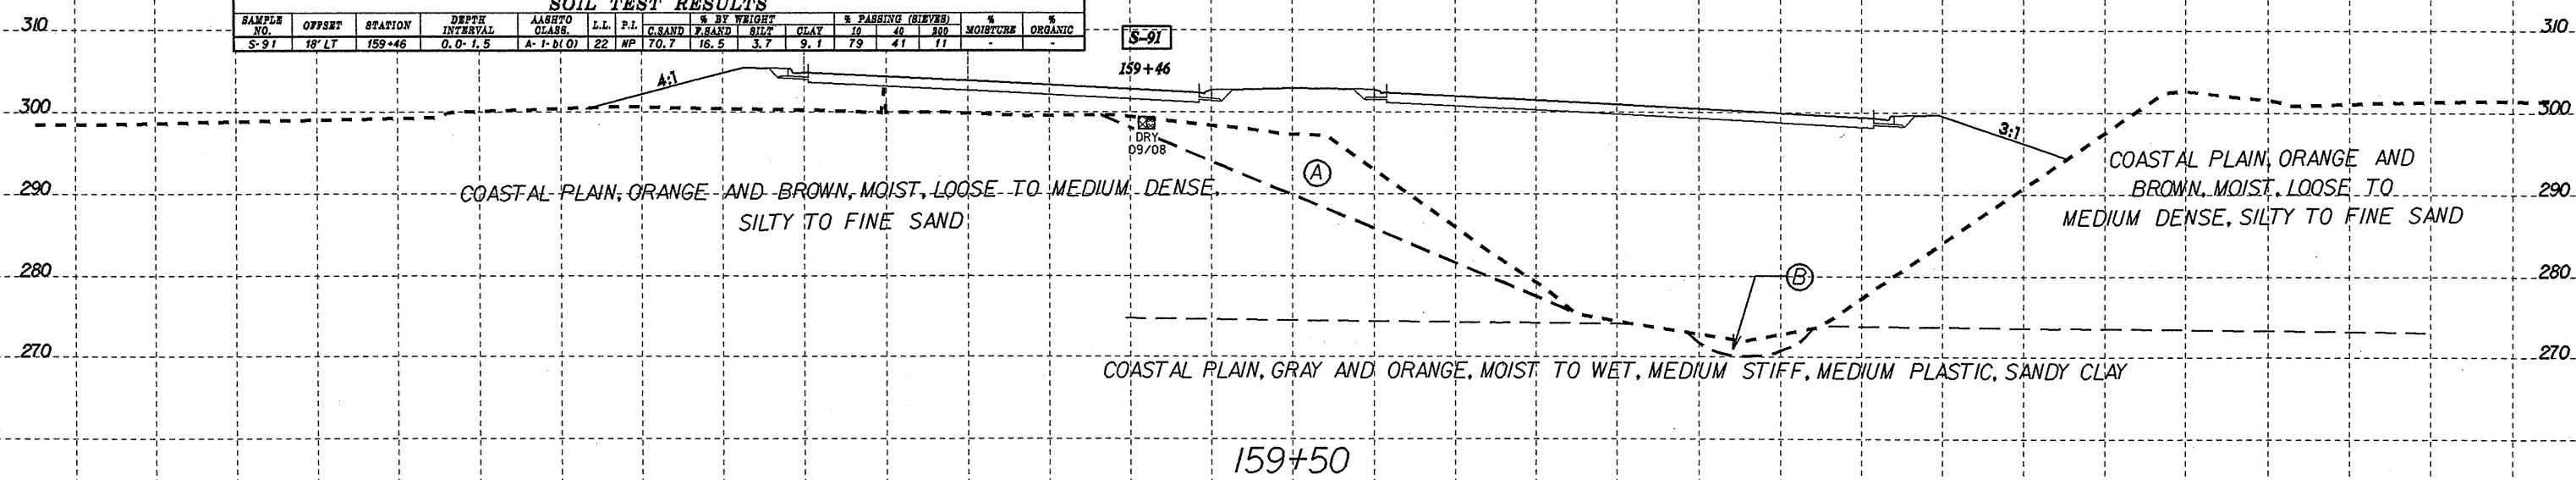 SOIL TEST RESULTS
SAMPLE NO. OFFSET STATION DEPTH INTERVAL AASHTO CLASS. L.L. P.I. % BY WEIGHT C.SAND F.SAND SILT CLAY % PASSING (SIEVES) 10 40 200 % MOISTURE % ORGANIC
S-91 18' LT 159+46 0.0-1.5 A-1-b(0) 22 NP 70.7 16.5 3.7 9.1 79 41 11 - -
310 310
S-91
159+46
4:1
300 300
3:1
DRY
09/08
A
COASTAL PLAIN, ORANGE AND BROWN, MOIST, LOOSE TO MEDIUM DENSE,
SILTY TO FINE SAND
COASTAL PLAIN, ORANGE AND
BROWN, MOIST, LOOSE TO
MEDIUM DENSE, SILTY TO FINE SAND
290 290
280 280
B
270 270
COASTAL PLAIN, GRAY AND ORANGE, MOIST TO WET, MEDIUM STIFF, MEDIUM PLASTIC, SANDY CLAY
159+50